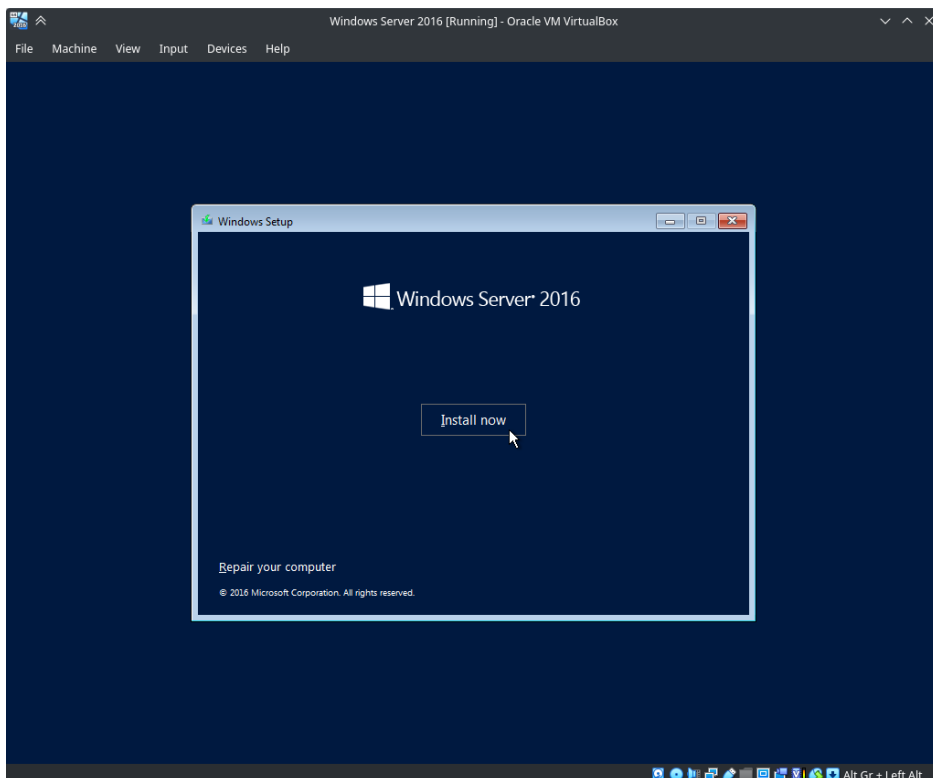 Windows Server 2016 [Running] - Oracle VM VirtualBox
File Machine View Input Devices Help
Windows Setup
Windows Server® 2016
Install now
Repair your computer
© 2016 Microsoft Corporation. All rights reserved.
Alt Gr + Left Alt